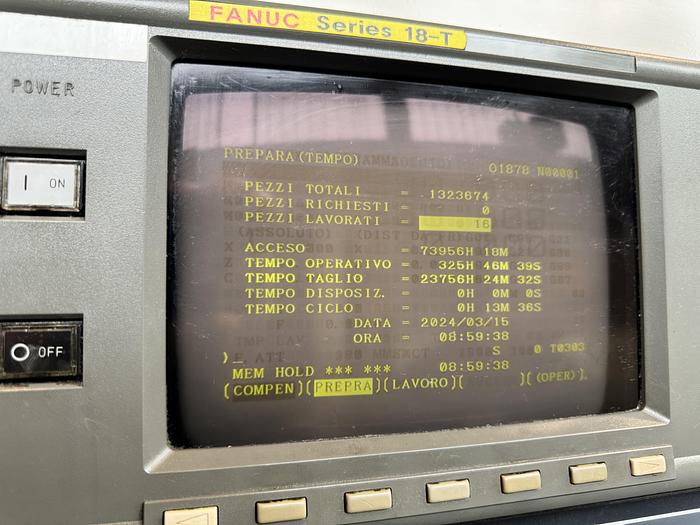 FANUC Series 18-T
POWER
I ON
O OFF
PREPARA(TEMPO)
O1878 N00001
PEZZI TOTALI = 1323674
PEZZI RICHIESTI = 0
PEZZI LAVORATI = 16
ACCESO = 73956H 18M
TEMPO OPERATIVO = 325H 46M 39S
TEMPO TAGLIO = 23756H 24M 32S
TEMPO DISPOSIZ. = 0H 0M 0S
TEMPO CICLO = 0H 13M 36S
DATA = 2024/03/15
ORA = 08:59:38
>_
S 0 T0303
MEM HOLD *** *** 08:59:38
(COMPEN)(PREPRA)(LAVORO)( )((OPER))